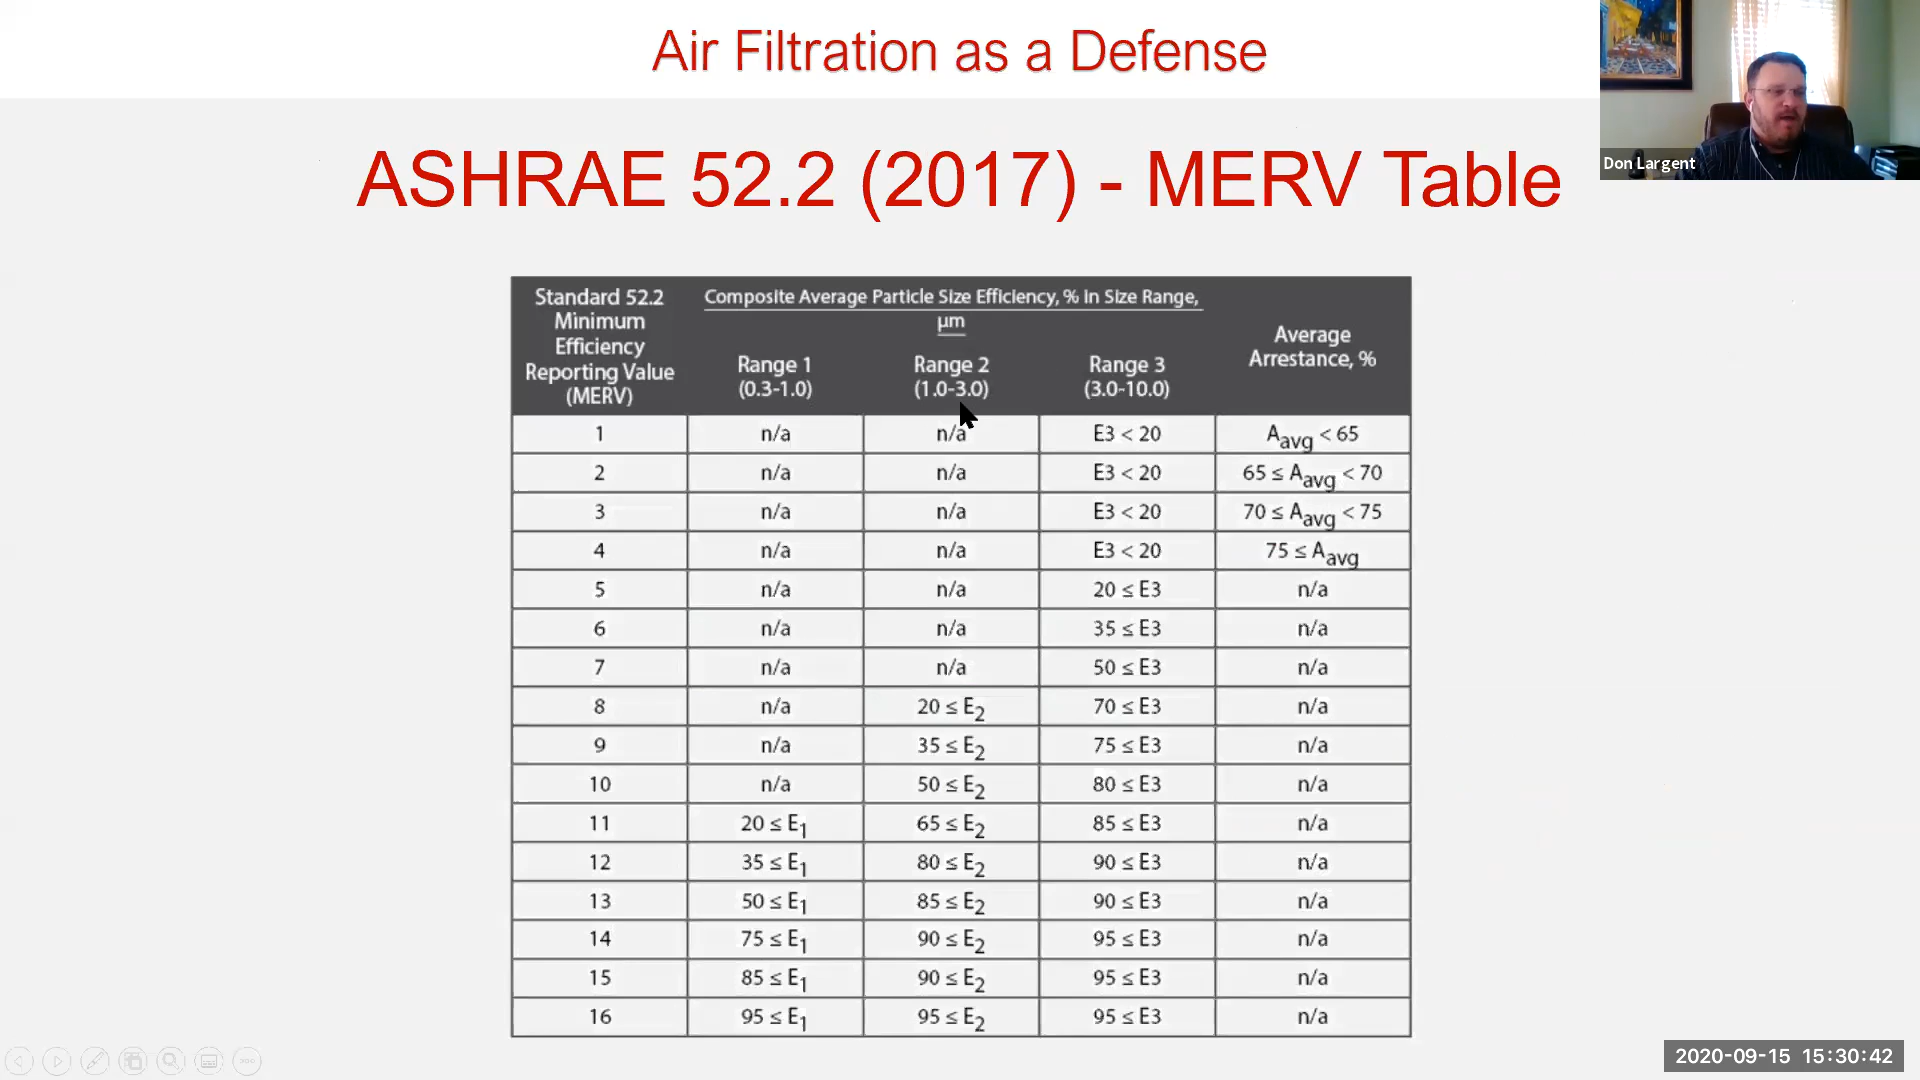 Air Filtration as a Defense
Don Largent
ASHRAE 52.2 (2017) - MERV Table
Standard 52.2
Minimum
Efficiency
Reporting Value
(MERV)
Composite Average Particle Size Efficiency, % in Size Range,
µm
Range 1
(0.3-1.0)
Range 2
(1.0-3.0)
Range 3
(3.0-10.0)
Average
Arrestance, %
1 n/a n/a E3 < 20 Aavg < 65
2 n/a n/a E3 < 20 65 ≤ Aavg < 70
3 n/a n/a E3 < 20 70 ≤ Aavg < 75
4 n/a n/a E3 < 20 75 ≤ Aavg
5 n/a n/a 20 ≤ E3 n/a
6 n/a n/a 35 ≤ E3 n/a
7 n/a n/a 50 ≤ E3 n/a
8 n/a 20 ≤ E2 70 ≤ E3 n/a
9 n/a 35 ≤ E2 75 ≤ E3 n/a
10 n/a 50 ≤ E2 80 ≤ E3 n/a
11 20 ≤ E1 65 ≤ E2 85 ≤ E3 n/a
12 35 ≤ E1 80 ≤ E2 90 ≤ E3 n/a
13 50 ≤ E1 85 ≤ E2 90 ≤ E3 n/a
14 75 ≤ E1 90 ≤ E2 95 ≤ E3 n/a
15 85 ≤ E1 90 ≤ E2 95 ≤ E3 n/a
16 95 ≤ E1 95 ≤ E2 95 ≤ E3 n/a
2020-09-15 15:30:42